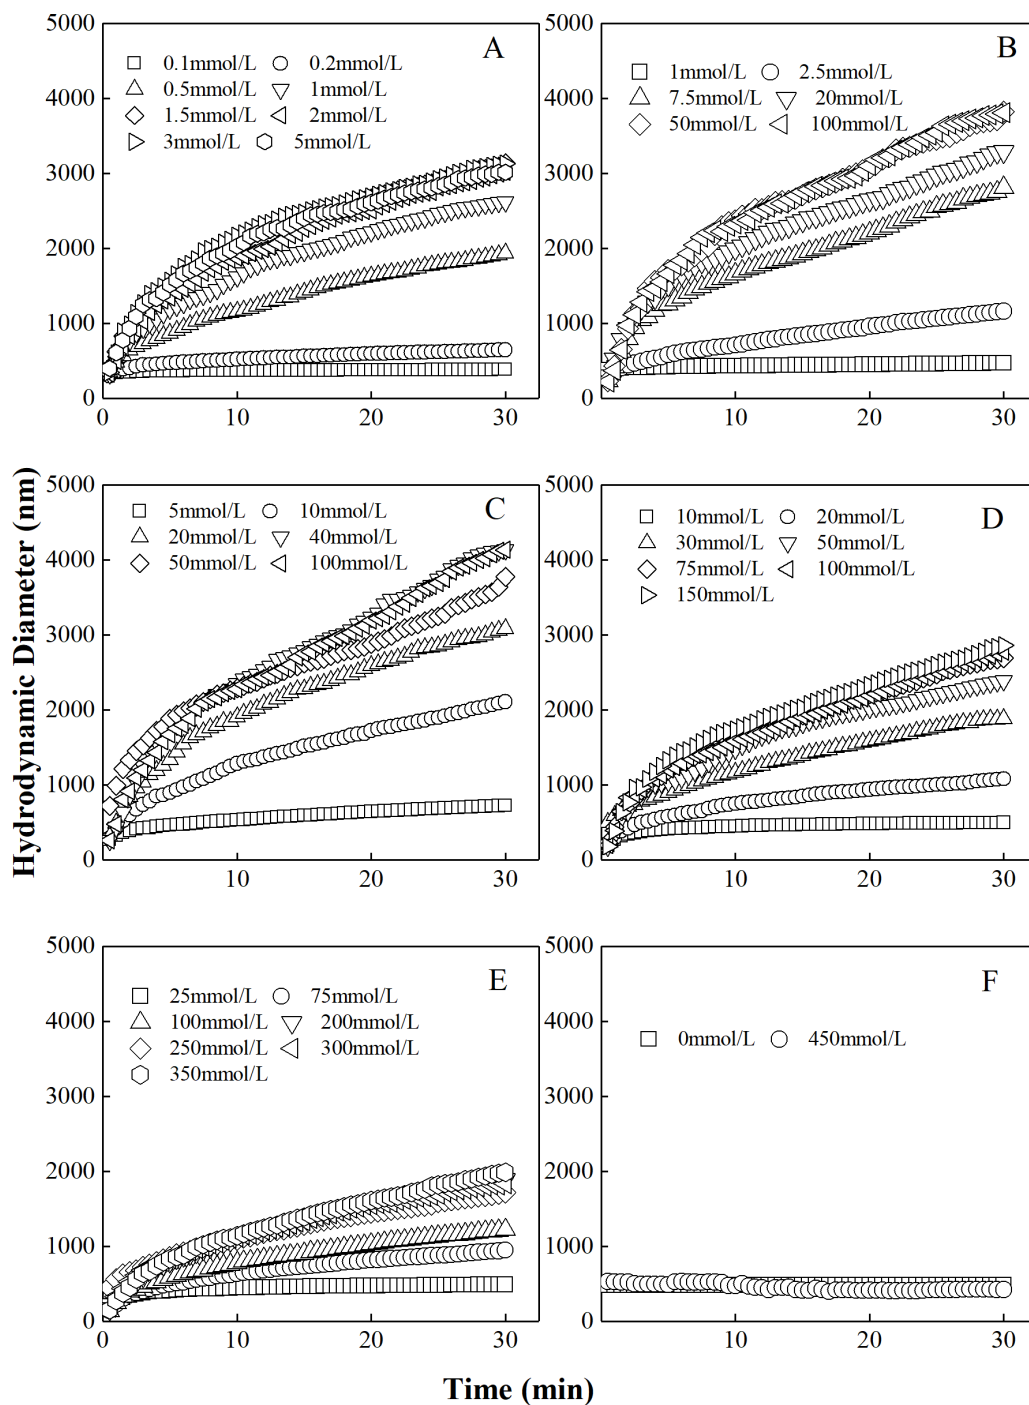 Hydrodynamic Diameter (nm)
5000
4000
3000
2000
1000
0
0 10 20 30
A
0.1mmol/L 0.2mmol/L
0.5mmol/L 1mmol/L
1.5mmol/L 2mmol/L
3mmol/L 5mmol/L
5000
4000
3000
2000
1000
0
10 20 30
B
1mmol/L 2.5mmol/L
7.5mmol/L 20mmol/L
50mmol/L 100mmol/L
5000
4000
3000
2000
1000
0
10 20 30
C
5mmol/L 10mmol/L
20mmol/L 40mmol/L
50mmol/L 100mmol/L
5000
4000
3000
2000
1000
0
10 20 30
D
10mmol/L 20mmol/L
30mmol/L 50mmol/L
75mmol/L 100mmol/L
150mmol/L
5000
4000
3000
2000
1000
0
0 10 20 30
E
25mmol/L 75mmol/L
100mmol/L 200mmol/L
250mmol/L 300mmol/L
350mmol/L
5000
4000
3000
2000
1000
0
10 20 30
F
0mmol/L 450mmol/L
Time (min)